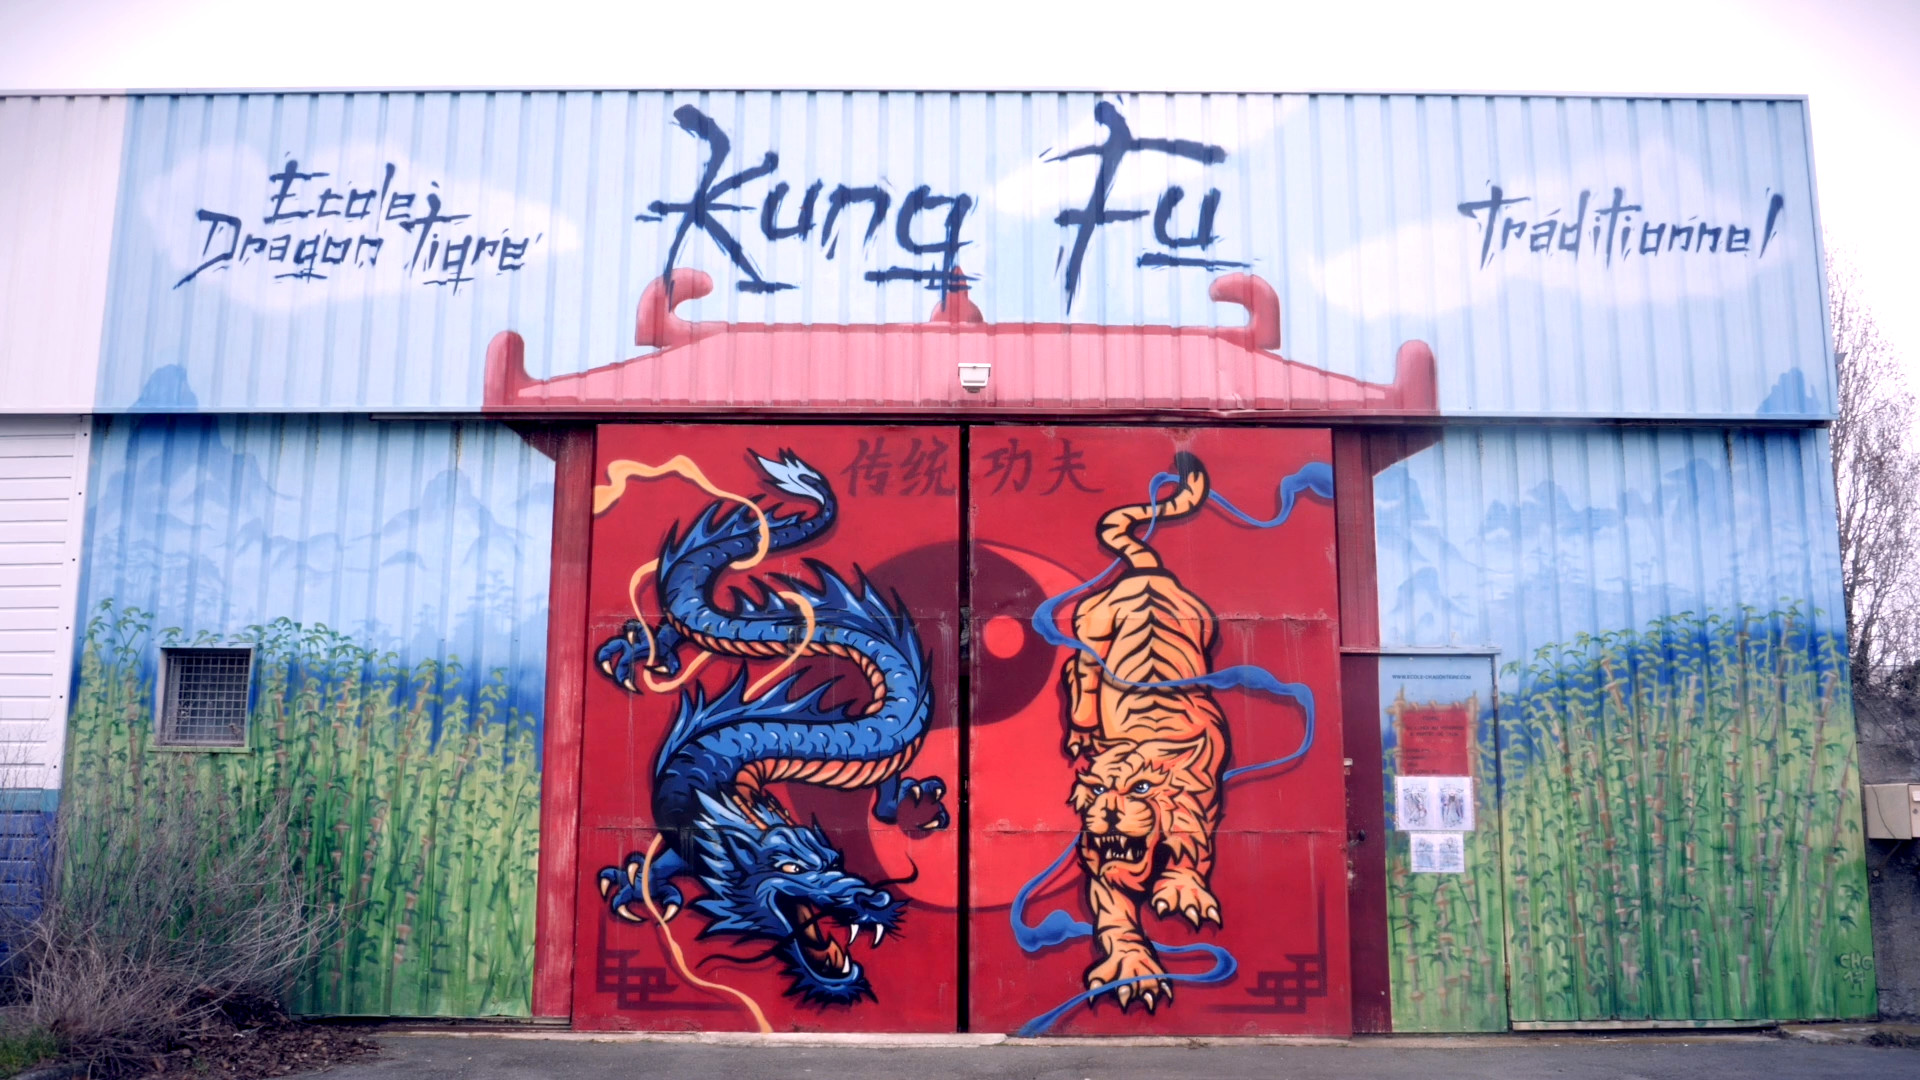 Kung Fu
Ecole
Dragon Tigre
Traditionnel
传统 功夫